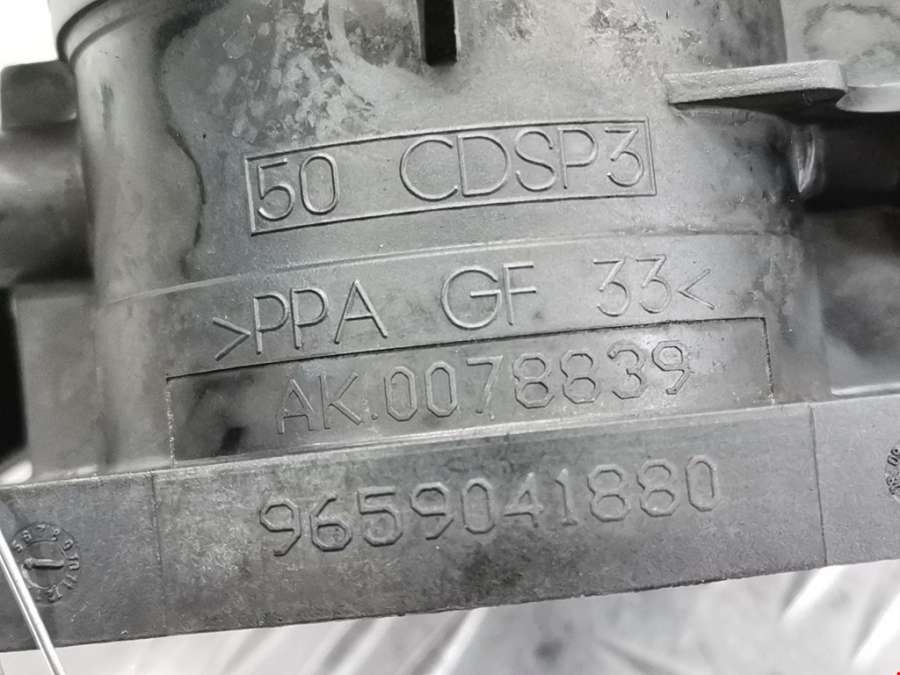 50 CDSP3
>PPA GF 33<
AK.0078839
9659041880